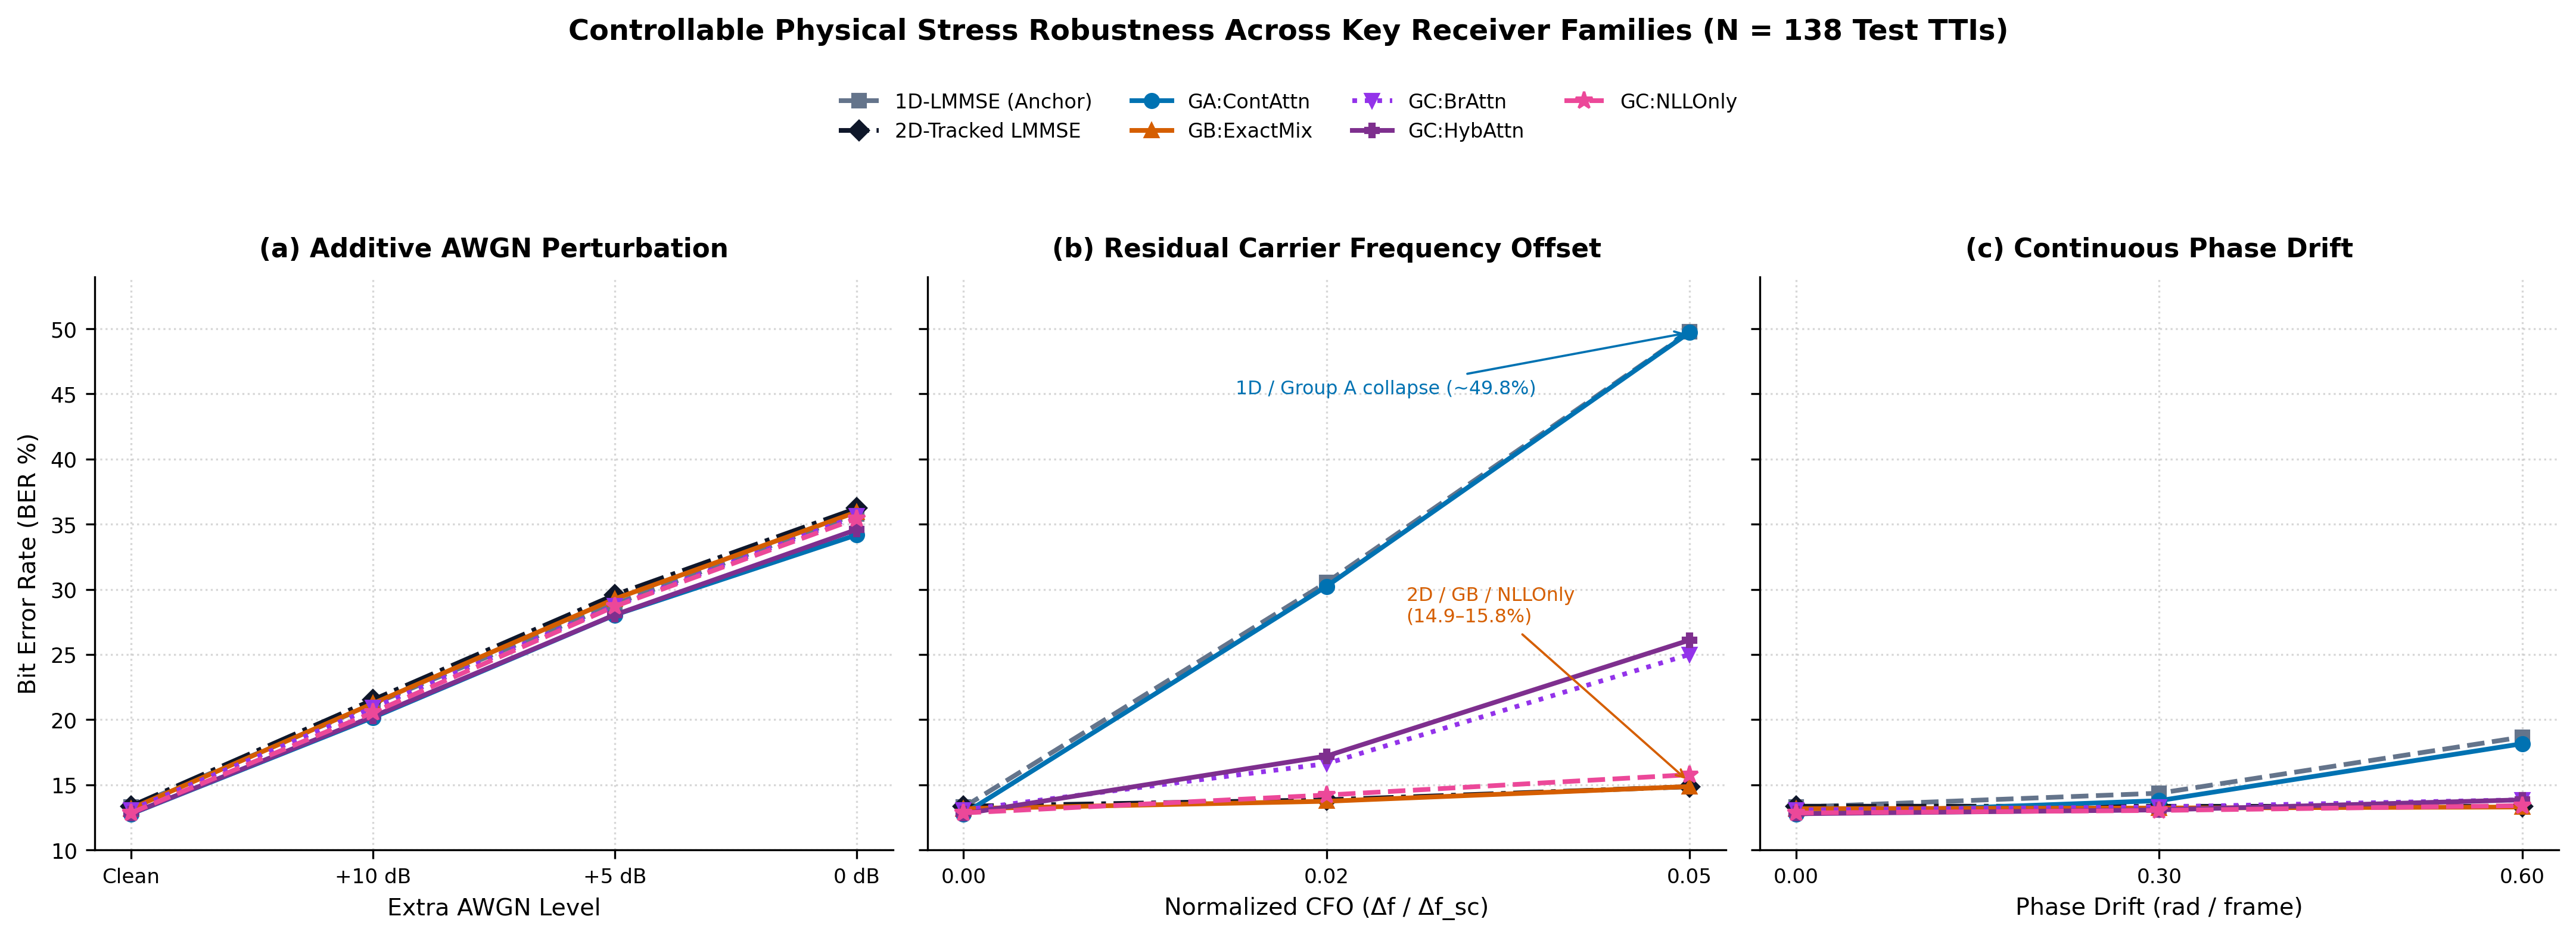 Controllable Physical Stress Robustness Across Key Receiver Families (N = 138 Test TTIs)
1D-LMMSE (Anchor)
2D-Tracked LMMSE
GA:ContAttn
GB:ExactMix
GC:BrAttn
GC:HybAttn
GC:NLLOnly
(a) Additive AWGN Perturbation
Bit Error Rate (BER %)
50
45
40
35
30
25
20
15
10
Clean
+10 dB
+5 dB
0 dB
Extra AWGN Level
(b) Residual Carrier Frequency Offset
1D / Group A collapse (~49.8%)
2D / GB / NLLOnly
(14.9–15.8%)
0.00
0.02
0.05
Normalized CFO (Δf / Δf_sc)
(c) Continuous Phase Drift
0.00
0.30
0.60
Phase Drift (rad / frame)